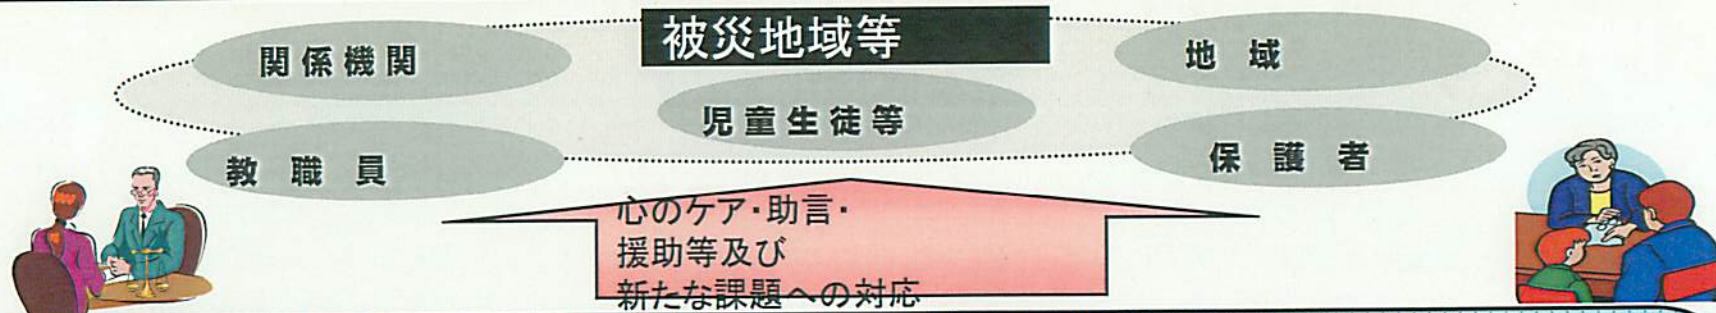 被災地域等
関係機関
地域
児童生徒等
教職員
保護者
心のケア・助言・
援助等及び
新たな課題への対応